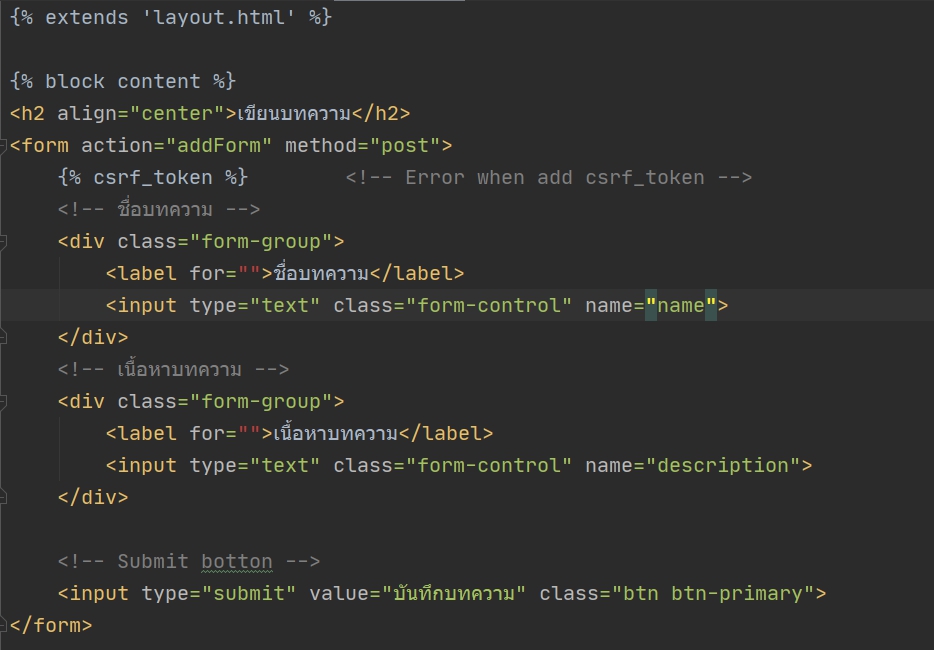 {% extends 'layout.html' %}
{% block content %}
<h2 align="center">เขียนบทความ</h2>
<form action="addForm" method="post">
{% csrf_token %} <!-- Error when add csrf_token -->
<!-- ชื่อบทความ -->
<div class="form-group">
<label for="">ชื่อบทความ</label>
<input type="text" class="form-control" name="name">
</div>
<!-- เนื้อหาบทความ -->
<div class="form-group">
<label for="">เนื้อหาบทความ</label>
<input type="text" class="form-control" name="description">
</div>
<!-- Submit botton -->
<input type="submit" value="บันทึกบทความ" class="btn btn-primary">
</form>